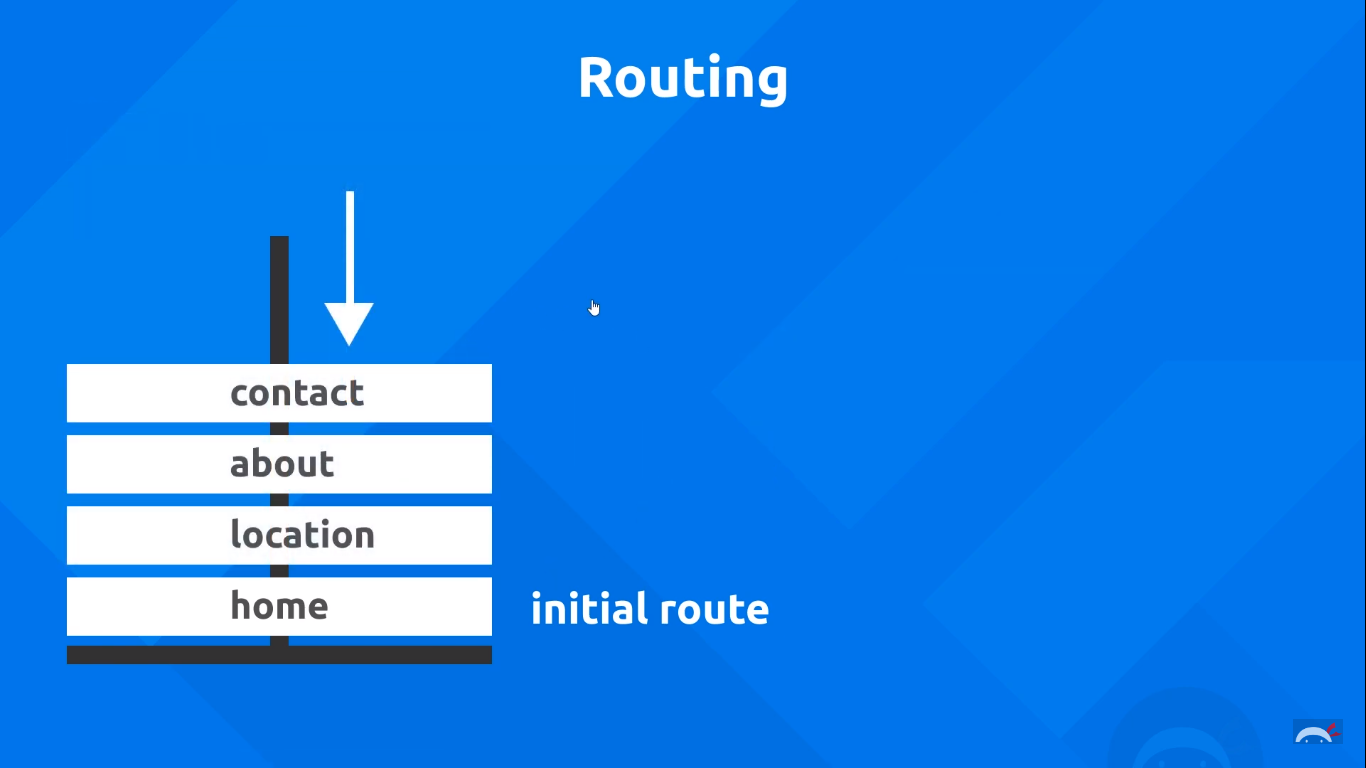 Routing
contact
about
location
home
initial route